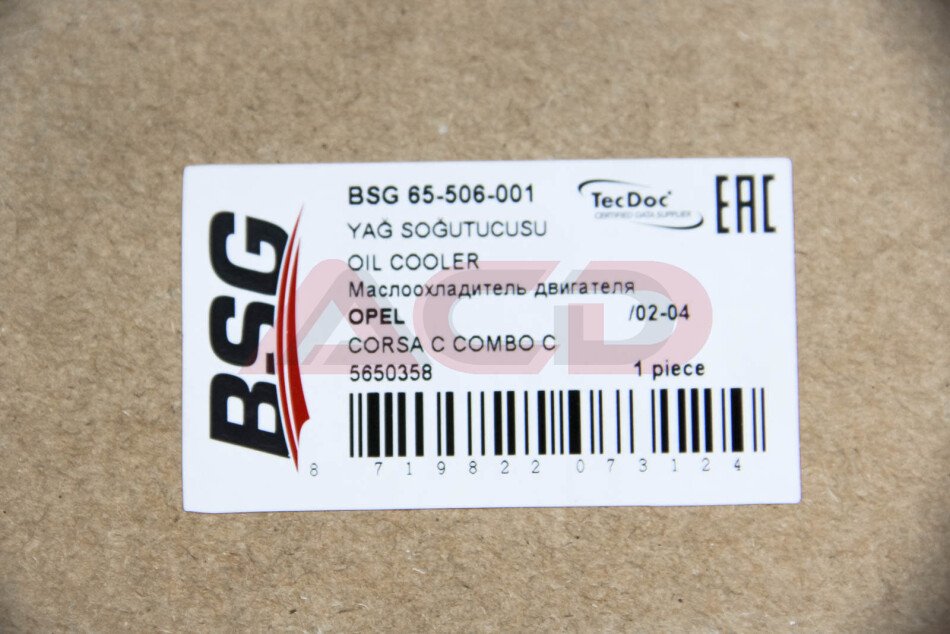 BSG
BSG 65-506-001
TecDoc®
CERTIFIED DATA SUPPLIER
EAC
YAĞ SOĞUTUCUSU
OIL COOLER
Маслоохладитель двигателя
OPEL /02-04
CORSA C COMBO C
5650358 1 piece
8 719822 073124
ACD